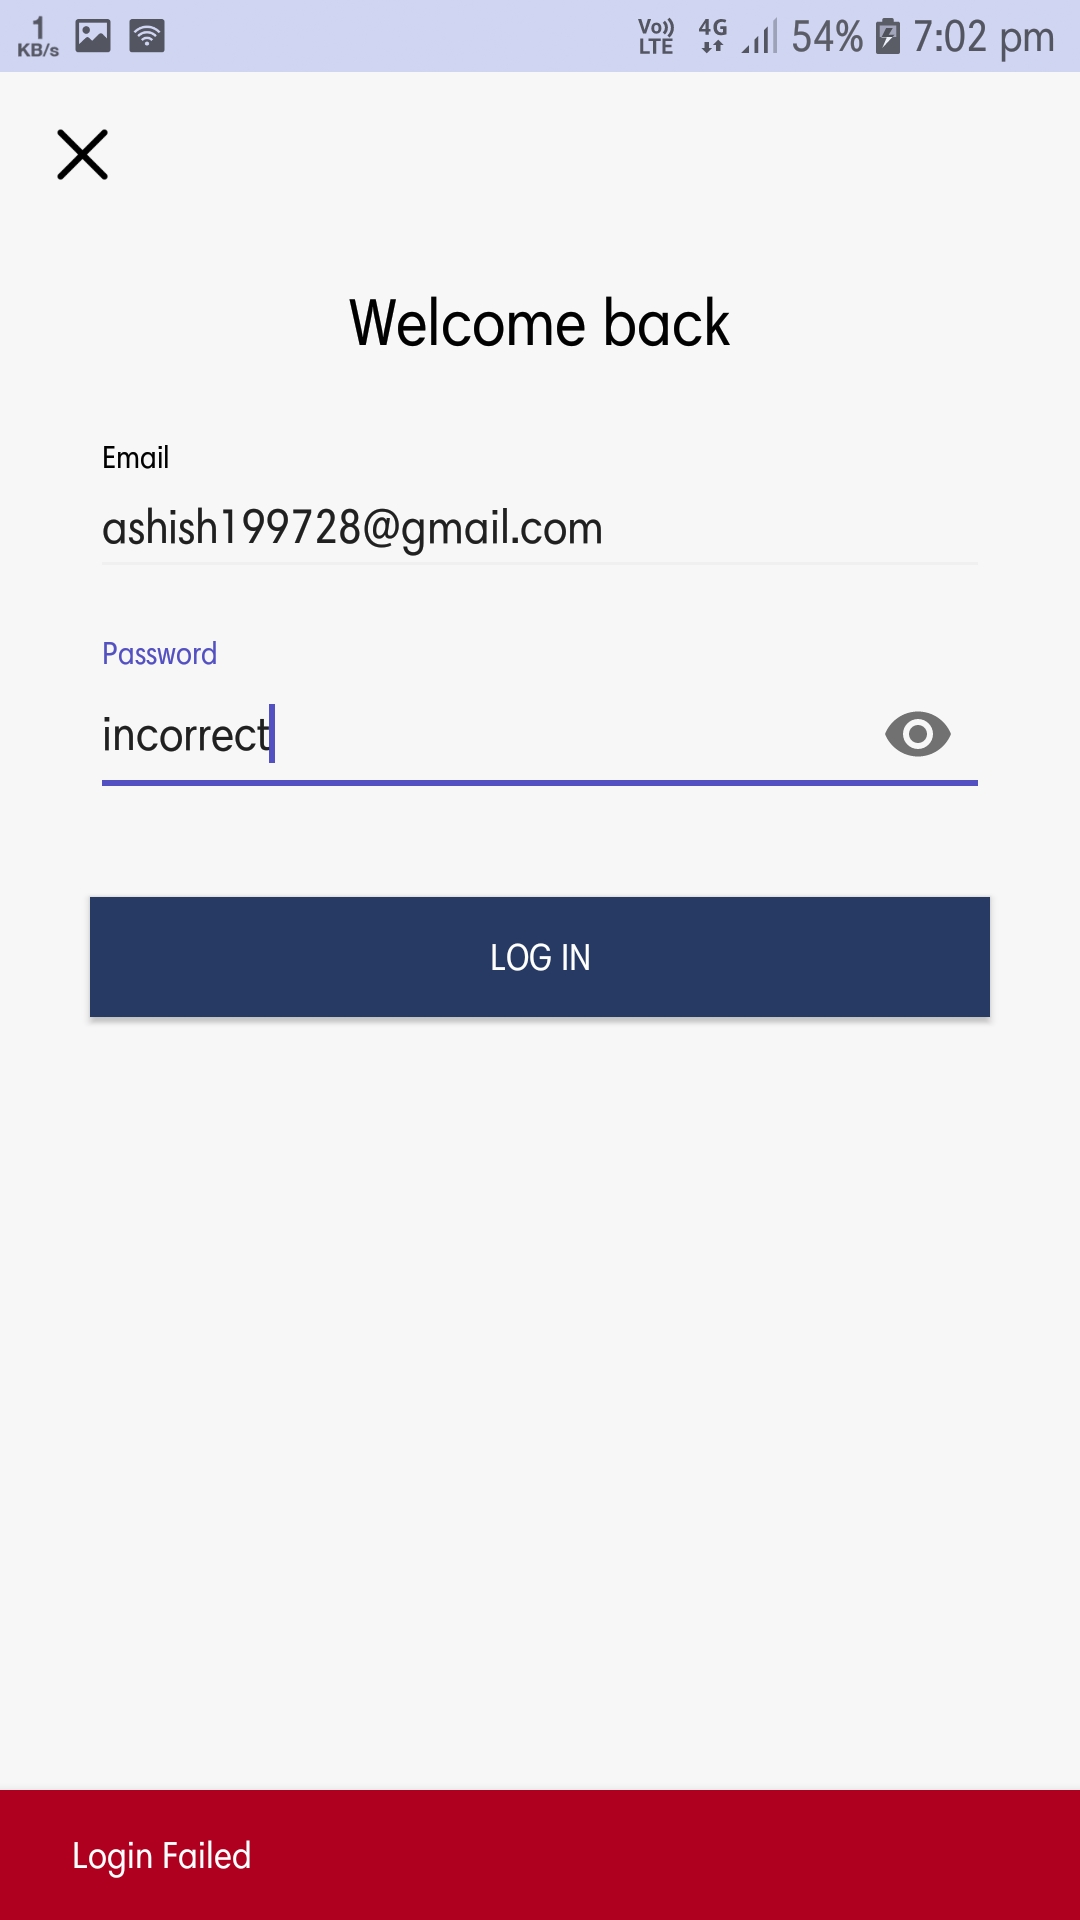 1
KB/s
Vo)) LTE 4G 54% 7:02 pm
Welcome back
Email
ashish199728@gmail.com
Password
incorrect
LOG IN
Login Failed